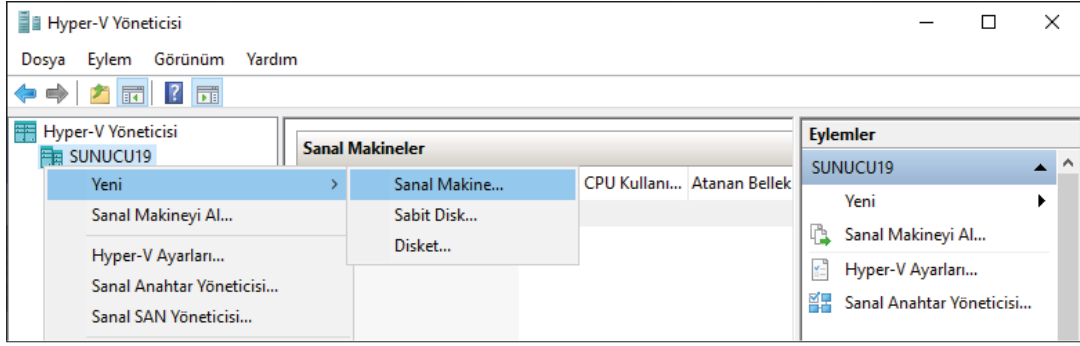 Hyper-V Yöneticisi
Dosya Eylem Görünüm Yardım
Hyper-V Yöneticisi
SUNUCU19
Yeni
Sanal Makineyi Al...
Hyper-V Ayarları...
Sanal Anahtar Yöneticisi...
Sanal SAN Yöneticisi...
Sanal Makine...
Sabit Disk...
Disket...
Sanal Makineler
CPU Kullanı... Atanan Bellek
Eylemler
SUNUCU19
Yeni
Sanal Makineyi Al...
Hyper-V Ayarları...
Sanal Anahtar Yöneticisi...